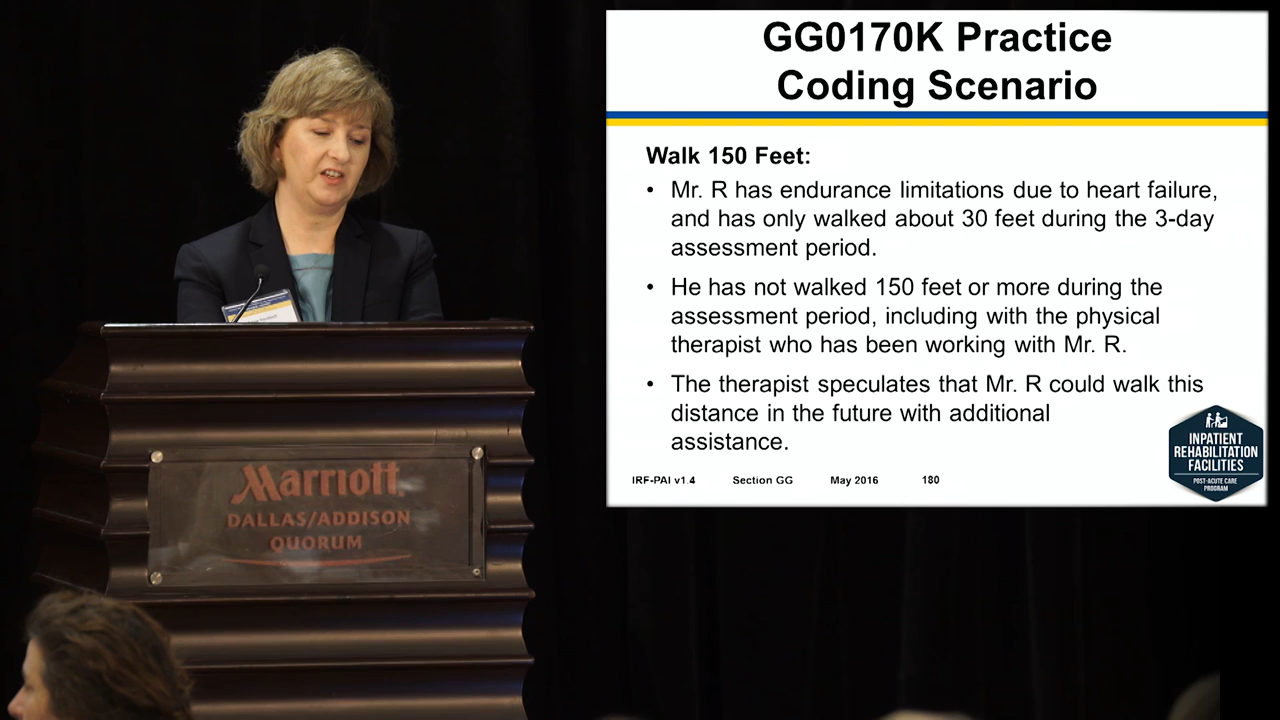 GG0170K Practice
Coding Scenario
Walk 150 Feet:
• Mr. R has endurance limitations due to heart failure,
and has only walked about 30 feet during the 3-day
assessment period.
• He has not walked 150 feet or more during the
assessment period, including with the physical
therapist who has been working with Mr. R.
• The therapist speculates that Mr. R could walk this
distance in the future with additional
assistance.
IRF-PAI v1.4 Section GG May 2016 180
INPATIENT
REHABILITATION
FACILITIES
POST-ACUTE CARE
PROGRAM
Marriott
DALLAS/ADDISON
QUORUM